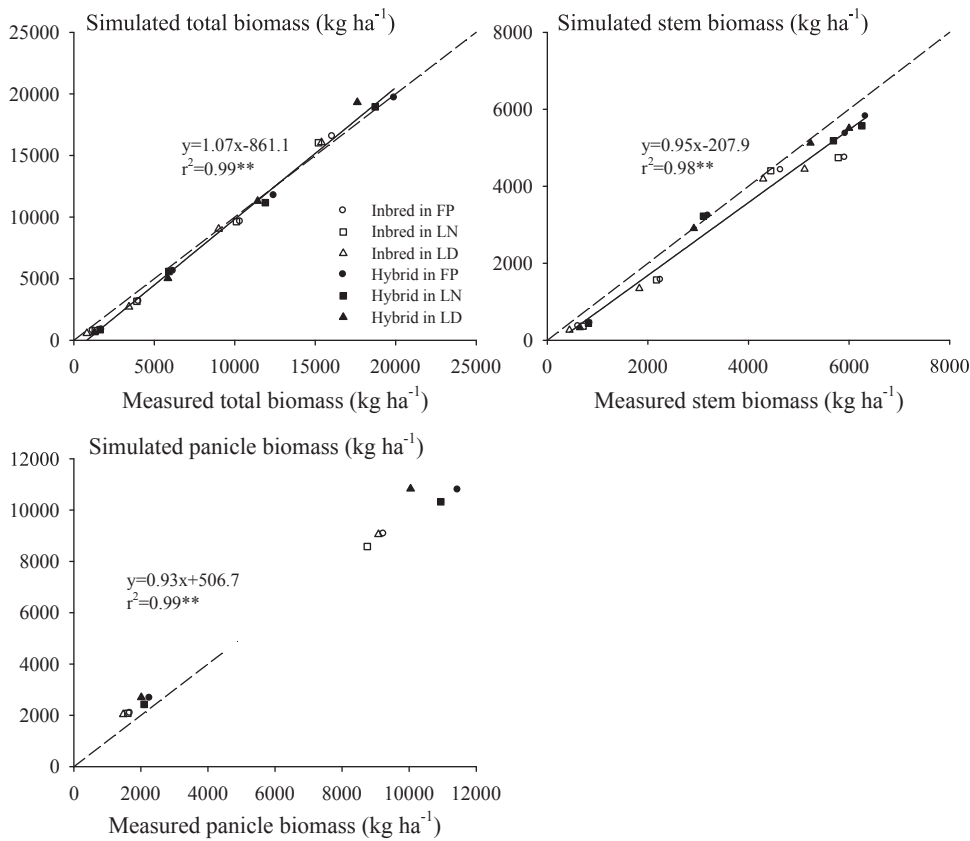 Simulated total biomass (kg ha-1)
25000
20000
15000
10000
5000
0
y=1.07x-861.1
r2=0.99**
Inbred in FP
Inbred in LN
Inbred in LD
Hybrid in FP
Hybrid in LN
Hybrid in LD
0 5000 10000 15000 20000 25000
Measured total biomass (kg ha-1)
Simulated stem biomass (kg ha-1)
8000
6000
4000
2000
0
y=0.95x-207.9
r2=0.98**
0 2000 4000 6000 8000
Measured stem biomass (kg ha-1)
Simulated panicle biomass (kg ha-1)
12000
10000
8000
6000
4000
2000
0
y=0.93x+506.7
r2=0.99**
0 2000 4000 6000 8000 10000 12000
Measured panicle biomass (kg ha-1)